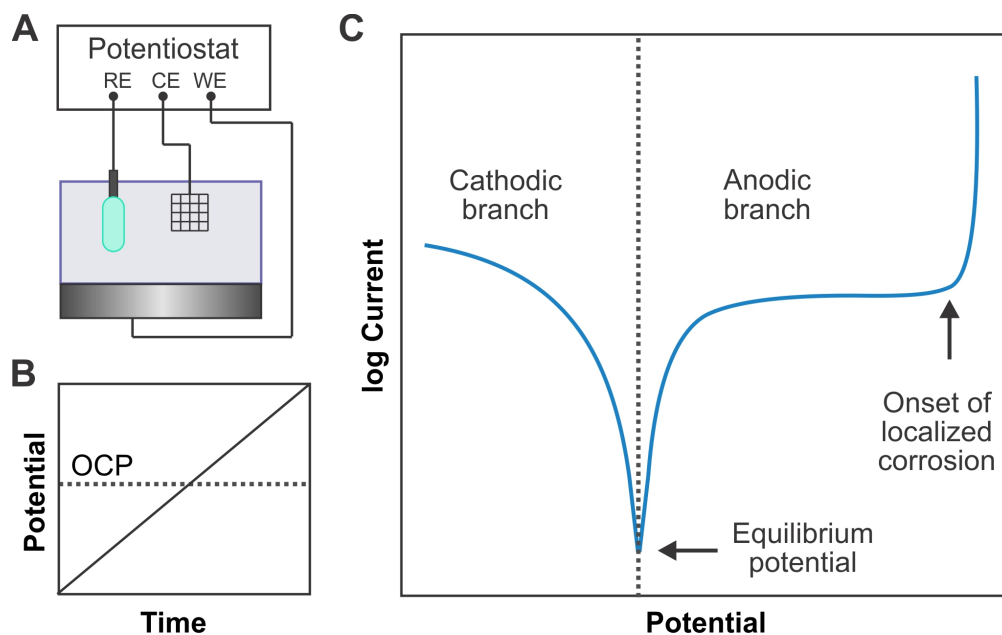 A
Potentiostat
RE CE WE
B
Potential
OCP
Time
C
log Current
Cathodic
branch
Anodic
branch
Onset of
localized
corrosion
Equilibrium
potential
Potential